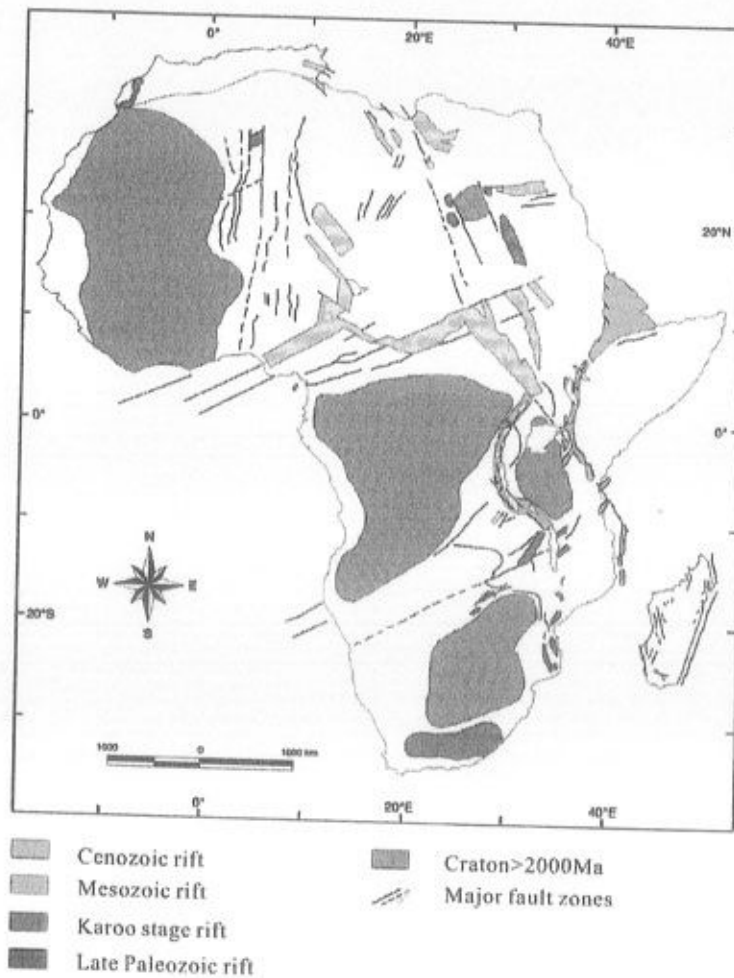 0° 20°E 40°E
20°N
0° 0°
N
W E
S
20°S
1000 0 1000 km
0° 20°E 40°E
Cenozoic rift
Mesozoic rift
Karoo stage rift
Late Paleozoic rift
Craton>2000Ma
Major fault zones